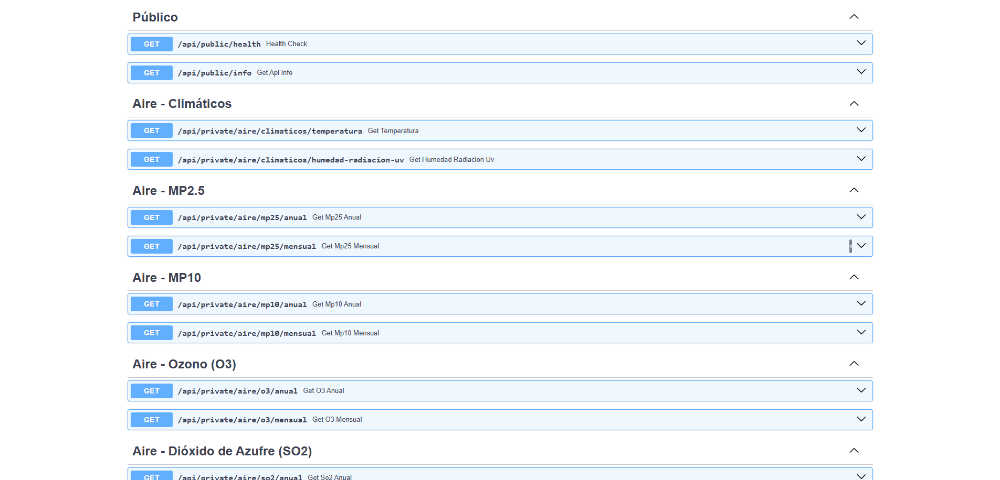 Público
GET /api/public/health Health Check
GET /api/public/info Get Api Info
Aire - Climáticos
GET /api/private/aire/climaticos/temperatura Get Temperatura
GET /api/private/aire/climaticos/humedad-radiacion-uv Get Humedad Radiacion Uv
Aire - MP2.5
GET /api/private/aire/mp25/anual Get Mp25 Anual
GET /api/private/aire/mp25/mensual Get Mp25 Mensual
Aire - MP10
GET /api/private/aire/mp10/anual Get Mp10 Anual
GET /api/private/aire/mp10/mensual Get Mp10 Mensual
Aire - Ozono (O3)
GET /api/private/aire/o3/anual Get O3 Anual
GET /api/private/aire/o3/mensual Get O3 Mensual
Aire - Dióxido de Azufre (SO2)
GET /api/private/aire/so2/anual Get So2 Anual